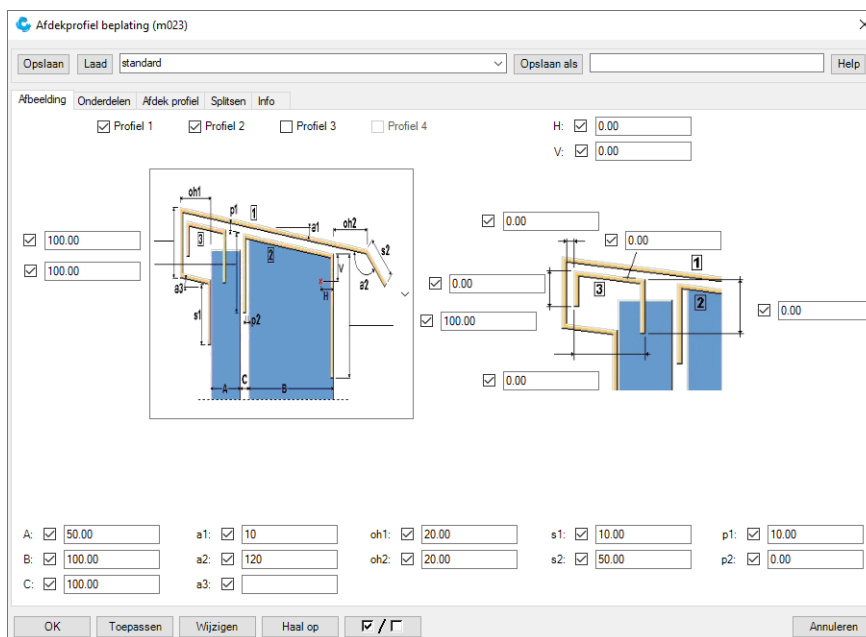 Afdekprofiel beplating (m023)
Opslaan Laad standard Opslaan als Help
Afbeelding Onderdelen Afdek profiel Splitsen Info
Profiel 1 Profiel 2 Profiel 3 Profiel 4 H: 0.00
V: 0.00
oh1 p1 1 a1 oh2 s2
3 2 V a2
x H
a3 s1 p2
A C B
100.00
100.00
0.00
0.00
0.00
100.00
0.00
0.00
1
3 2
A: 50.00 a1: 10 oh1: 20.00 s1: 10.00 p1: 10.00
B: 100.00 a2: 120 oh2: 20.00 s2: 50.00 p2: 0.00
C: 100.00 a3:
OK Toepassen Wijzigen Haal op / Annuleren